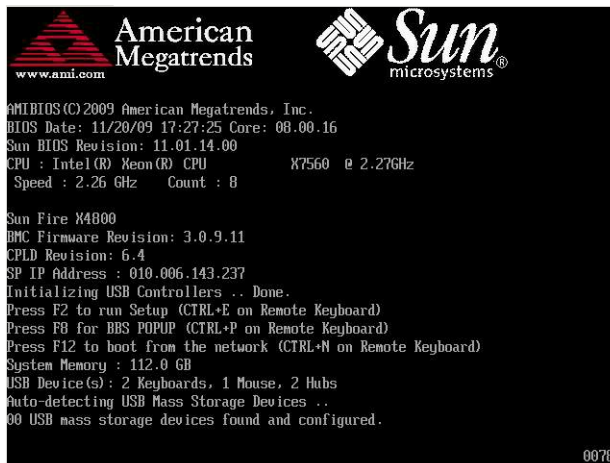 American
Megatrends
www.ami.com
Sun®
microsystems
AMIBIOS(C)2009 American Megatrends, Inc.
BIOS Date: 11/20/09 17:27:25 Core: 08.00.16
Sun BIOS Revision: 11.01.14.00
CPU : Intel(R) Xeon(R) CPU X7560 @ 2.27GHz
Speed : 2.26 GHz Count : 8
Sun Fire X4800
BMC Firmware Revision: 3.0.9.11
CPLD Revision: 6.4
SP IP Address : 010.006.143.237
Initializing USB Controllers .. Done.
Press F2 to run Setup (CTRL+E on Remote Keyboard)
Press F8 for BBS POPUP (CTRL+P on Remote Keyboard)
Press F12 to boot from the network (CTRL+N on Remote Keyboard)
System Memory : 112.0 GB
USB Device(s): 2 Keyboards, 1 Mouse, 2 Hubs
Auto-detecting USB Mass Storage Devices ..
00 USB mass storage devices found and configured.
0078